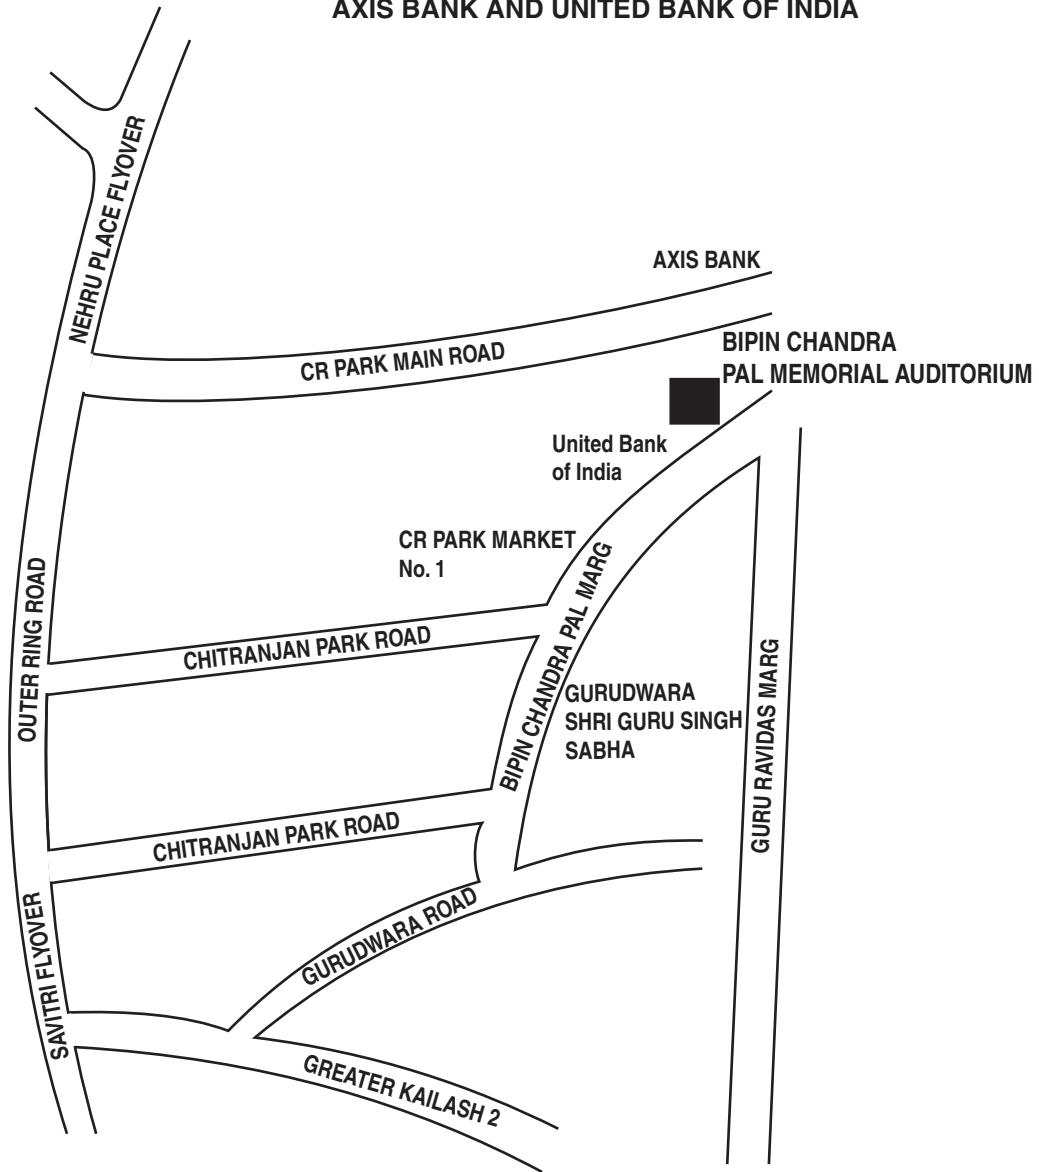 AXIS BANK AND UNITED BANK OF INDIA
NEHRU PLACE FLYOVER
AXIS BANK
CR PARK MAIN ROAD
BIPIN CHANDRA
PAL MEMORIAL AUDITORIUM
United Bank
of India
CR PARK MARKET
No. 1
BIPIN CHANDRA PAL MARG
OUTER RING ROAD
CHITRANJAN PARK ROAD
GURUDWARA
SHRI GURU SINGH
SABHA
GURU RAVIDAS MARG
CHITRANJAN PARK ROAD
SAVITRI FLYOVER
GURUDWARA ROAD
GREATER KAILASH 2